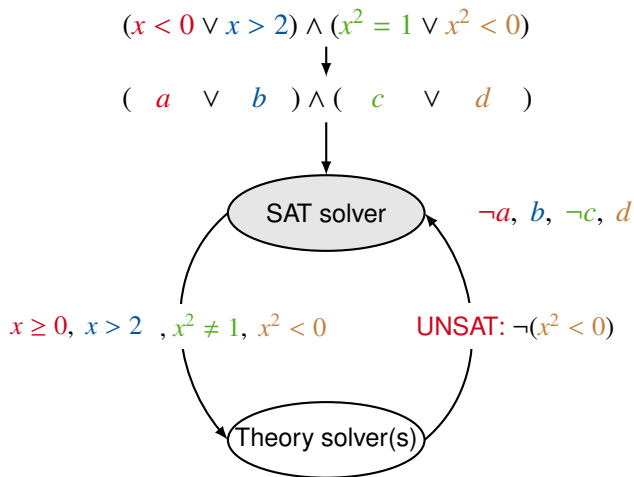 (x < 0 ∨ x > 2) ∧ (x² = 1 ∨ x² < 0)
( a ∨ b ) ∧ ( c ∨ d )
SAT solver
¬a, b, ¬c, d
x ≥ 0, x > 2 , x² ≠ 1, x² < 0
UNSAT: ¬(x² < 0)
Theory solver(s)